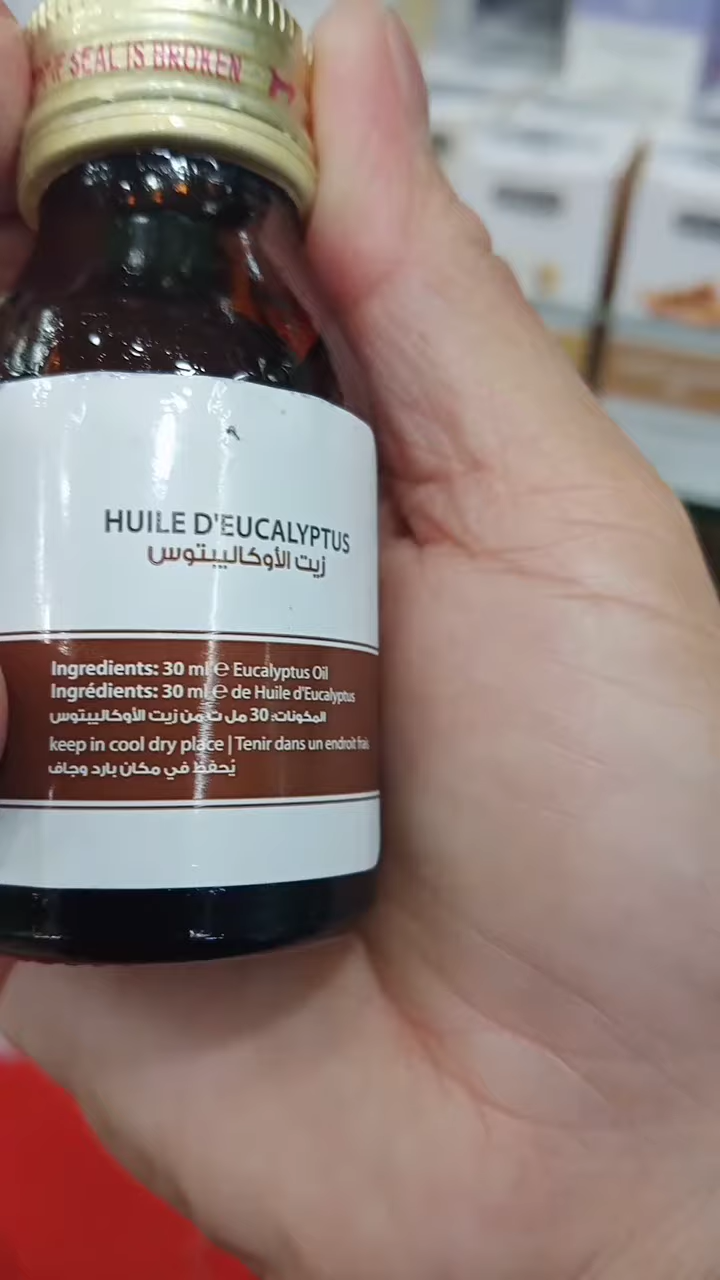 IF SEAL IS BROKEN
HUILE D'EUCALYPTUS
زيت الأوكاليبتوس
Ingredients: 30 ml ℮ Eucalyptus Oil
Ingrédients: 30 ml ℮ de Huile d'Eucalyptus
المكونات: 30 مل ℮ من زيت الأوكاليبتوس
keep in cool dry place | Tenir dans un endroit frais
يُحفظ في مكان بارد وجاف